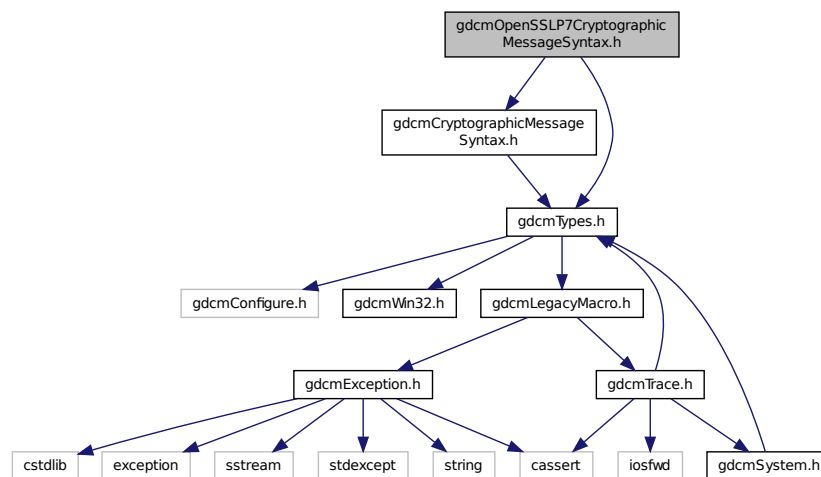 gdcmOpenSSLP7Cryptographic
MessageSyntax.h
gdcmCryptographicMessage
Syntax.h
gdcmTypes.h
gdcmConfigure.h
gdcmWin32.h
gdcmLegacyMacro.h
gdcmException.h
gdcmTrace.h
cstdlib
exception
sstream
stdexcept
string
cassert
iosfwd
gdcmSystem.h